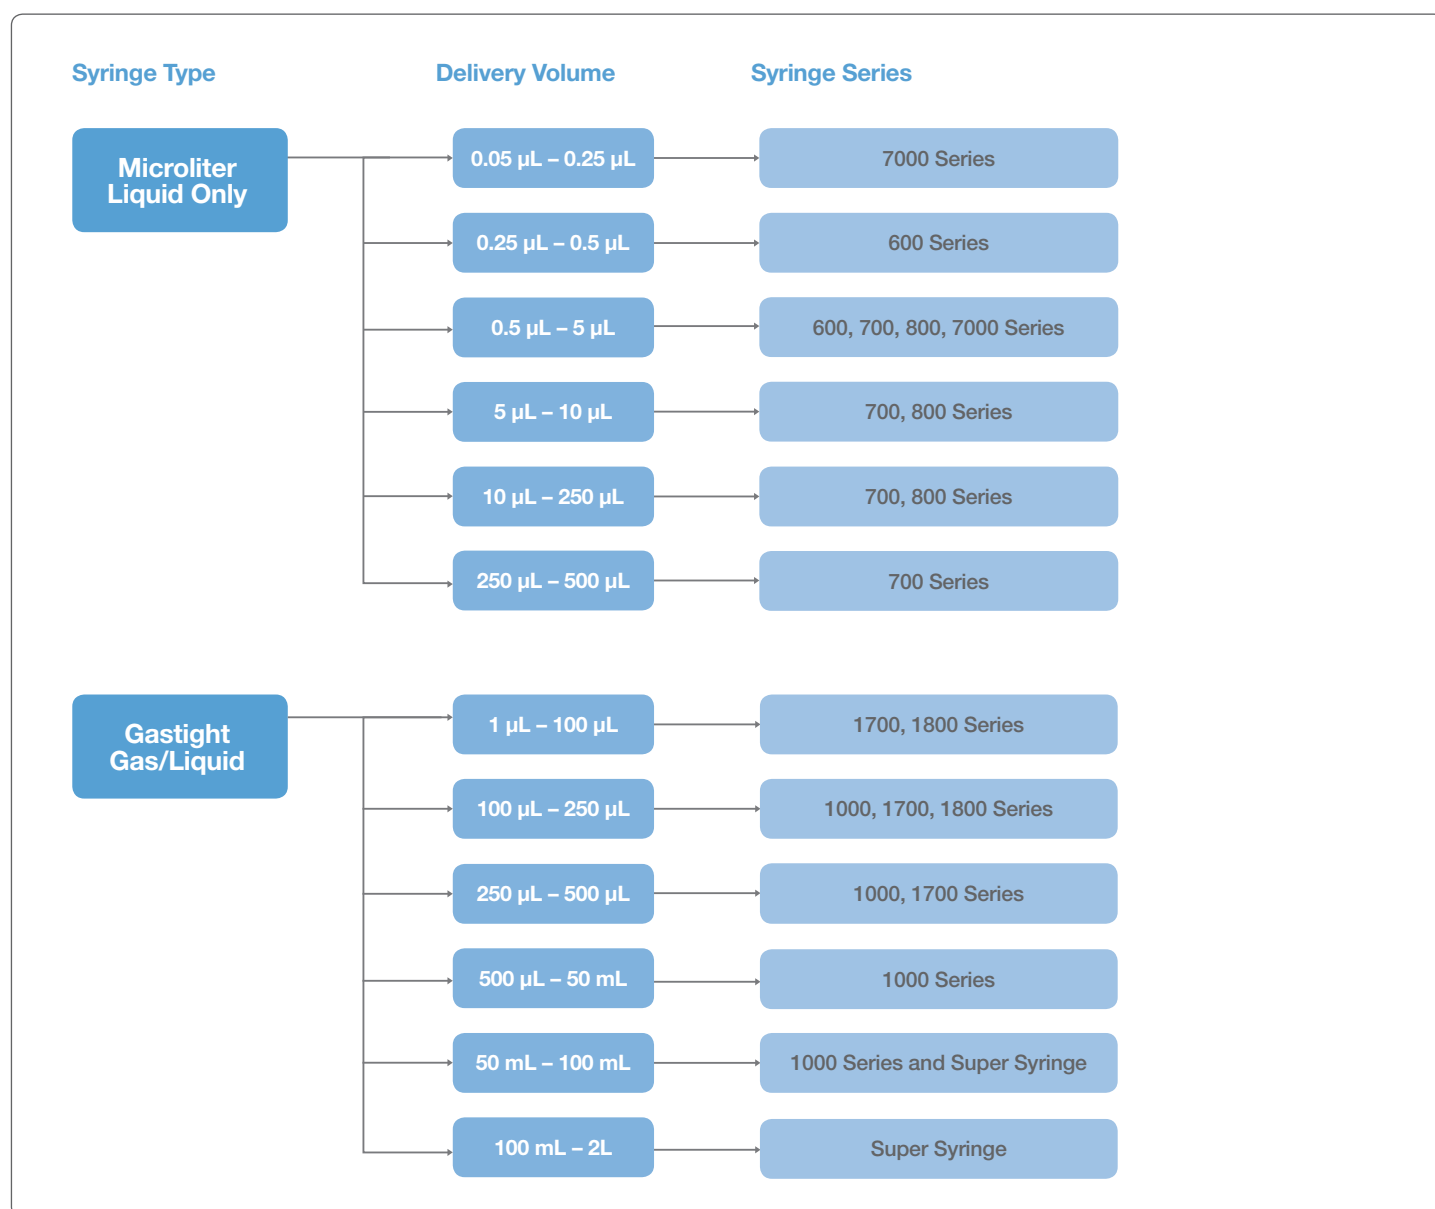 Syringe Type
Delivery Volume
Syringe Series
Microliter
Liquid Only
0.05 µL – 0.25 µL
7000 Series
0.25 µL – 0.5 µL
600 Series
0.5 µL – 5 µL
600, 700, 800, 7000 Series
5 µL – 10 µL
700, 800 Series
10 µL – 250 µL
700, 800 Series
250 µL – 500 µL
700 Series
Gastight
Gas/Liquid
1 µL – 100 µL
1700, 1800 Series
100 µL – 250 µL
1000, 1700, 1800 Series
250 µL – 500 µL
1000, 1700 Series
500 µL – 50 mL
1000 Series
50 mL – 100 mL
1000 Series and Super Syringe
100 mL – 2L
Super Syringe